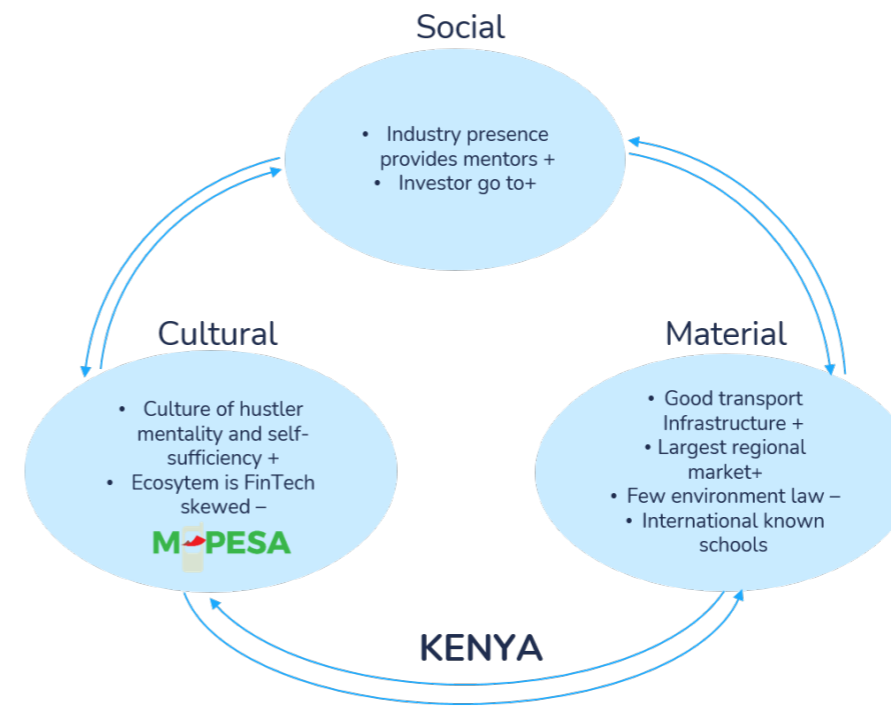 Social
• Industry presence
provides mentors +
• Investor go to+
Cultural
• Culture of hustler
mentality and self-
sufficiency +
• Ecosytem is FinTech
skewed –
M-PESA
Material
• Good transport
Infrastructure +
• Largest regional
market+
• Few environment law –
• International known
schools
KENYA